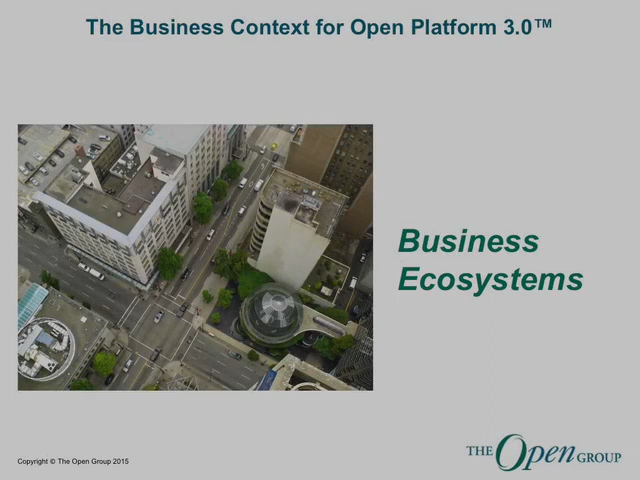 The Business Context for Open Platform 3.0™
Business
Ecosystems
Copyright © The Open Group 2015
THE Open GROUP